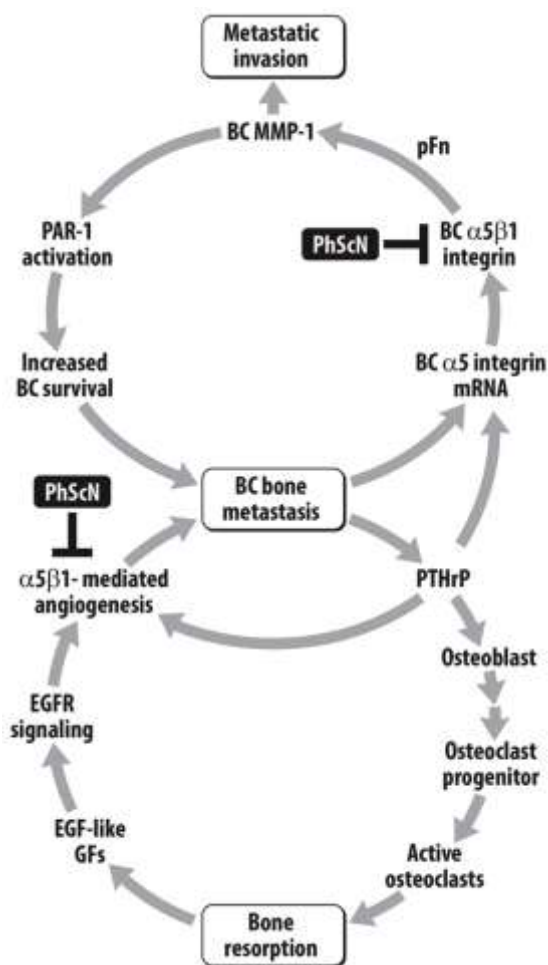 Metastatic
invasion
BC MMP-1
pFn
PAR-1
activation
PhScN
BC α5β1
integrin
Increased
BC survival
BC α5 integrin
mRNA
PhScN
BC bone
metastasis
α5β1- mediated
angiogenesis
PTHrP
Osteoblast
EGFR
signaling
Osteoclast
progenitor
EGF-like
GFs
Active
osteoclasts
Bone
resorption